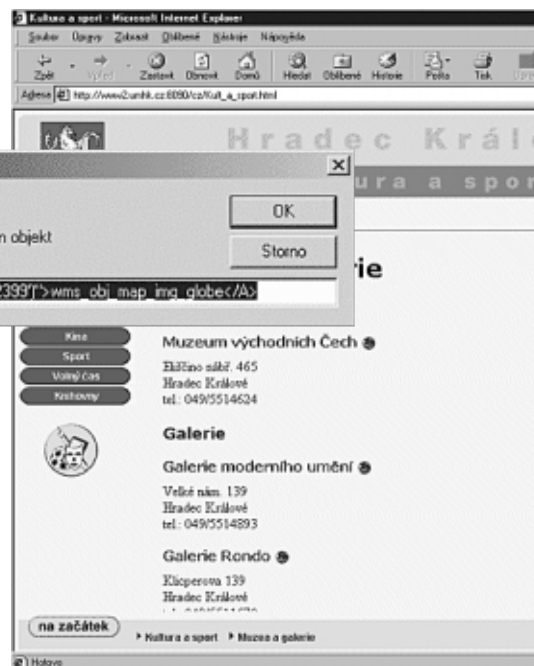 Kultura a sport - Microsoft Internet Explorer
Soubor Úpravy Zobrazit Oblíbené Nástroje Nápověda
Zpět Vpřed Zastavit Obnovit Domů Hledat Oblíbené Historie Pošta Tisk
Adresa http://www2.unhk.cz:8090/cz/Kult_a_sport.html
Hradec Král
ura a spor
OK
n objekt
Storno
2399")">wms_obj_map_img_globe</A>
rie
Kina
Sport
Volný čas
Knihovny
Muzeum východních Čech
Eliščino nábř. 465
Hradec Králové
tel.: 049/5514624
Galerie
Galerie moderního umění
Velké nám. 139
Hradec Králové
tel.: 049/5514893
Galerie Rondo
Klicperova 139
Hradec Králové
na začátek
Kultura a sport Muzea a galerie
Hotovo